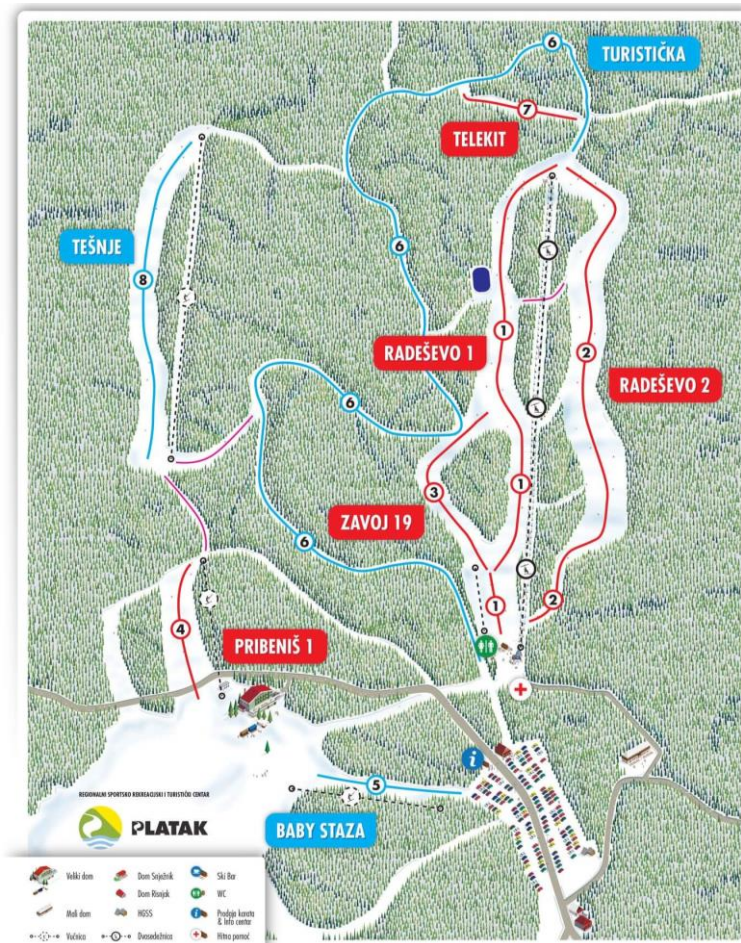 6
TURISTIČKA
7
TELEKIT
TEŠNJE
8
6
1
RADEŠEVO 1
2
RADEŠEVO 2
6
3
ZAVOJ 19
1
6
1
2
4
PRIBENIŠ 1
i
5
BABY STAZA
REGIONALNI SPORTSKO REKREACIJSKI I TURISTIČKI CENTAR
PLATAK
Veliki dom
Dom Snježnik
Ski Bar
Dom Risnjak
WC
Mali dom
HGSS
Prodaja karata
& Info centar
Vučnica
Dvosedežnica
Hitna pomoć